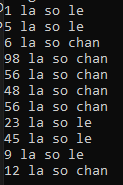 1 la so le
5 la so le
6 la so chan
98 la so chan
56 la so chan
48 la so chan
56 la so chan
23 la so le
45 la so le
9 la so le
12 la so chan